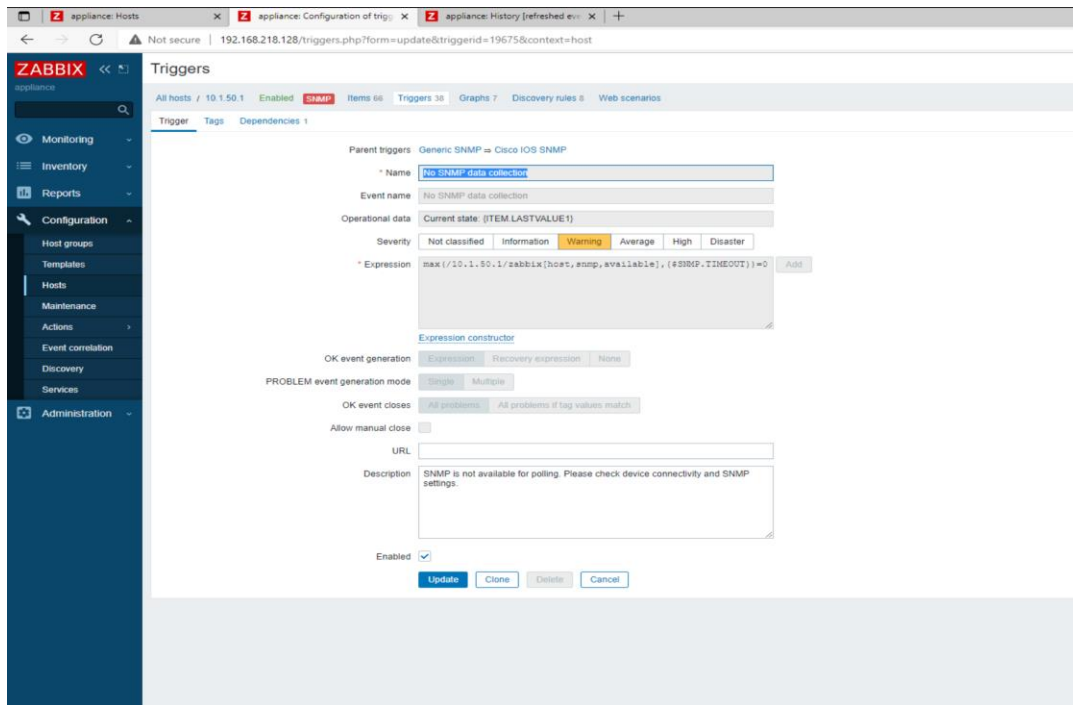 appliance: Hosts
appliance: Configuration of trigg
appliance: History [refreshed eve
Not secure | 192.168.218.128/triggers.php?form=update&triggerid=19675&context=host
ZABBIX
appliance
Monitoring
Inventory
Reports
Configuration
Host groups
Templates
Hosts
Maintenance
Actions
Event correlation
Discovery
Services
Administration
Triggers
All hosts / 10.1.50.1 Enabled SNMP Items 66 Triggers 38 Graphs 7 Discovery rules 8 Web scenarios
Trigger Tags Dependencies 1
Parent triggers Generic SNMP ⇒ Cisco IOS SNMP
* Name No SNMP data collection
Event name No SNMP data collection
Operational data Current state: {ITEM.LASTVALUE1}
Severity Not classified Information Warning Average High Disaster
* Expression max(/10.1.50.1/zabbix[host,snmp,available],{$SNMP.TIMEOUT})=0 Add
Expression constructor
OK event generation Expression Recovery expression None
PROBLEM event generation mode Single Multiple
OK event closes All problems All problems if tag values match
Allow manual close
URL
Description SNMP is not available for polling. Please check device connectivity and SNMP
settings.
Enabled
Update Clone Delete Cancel